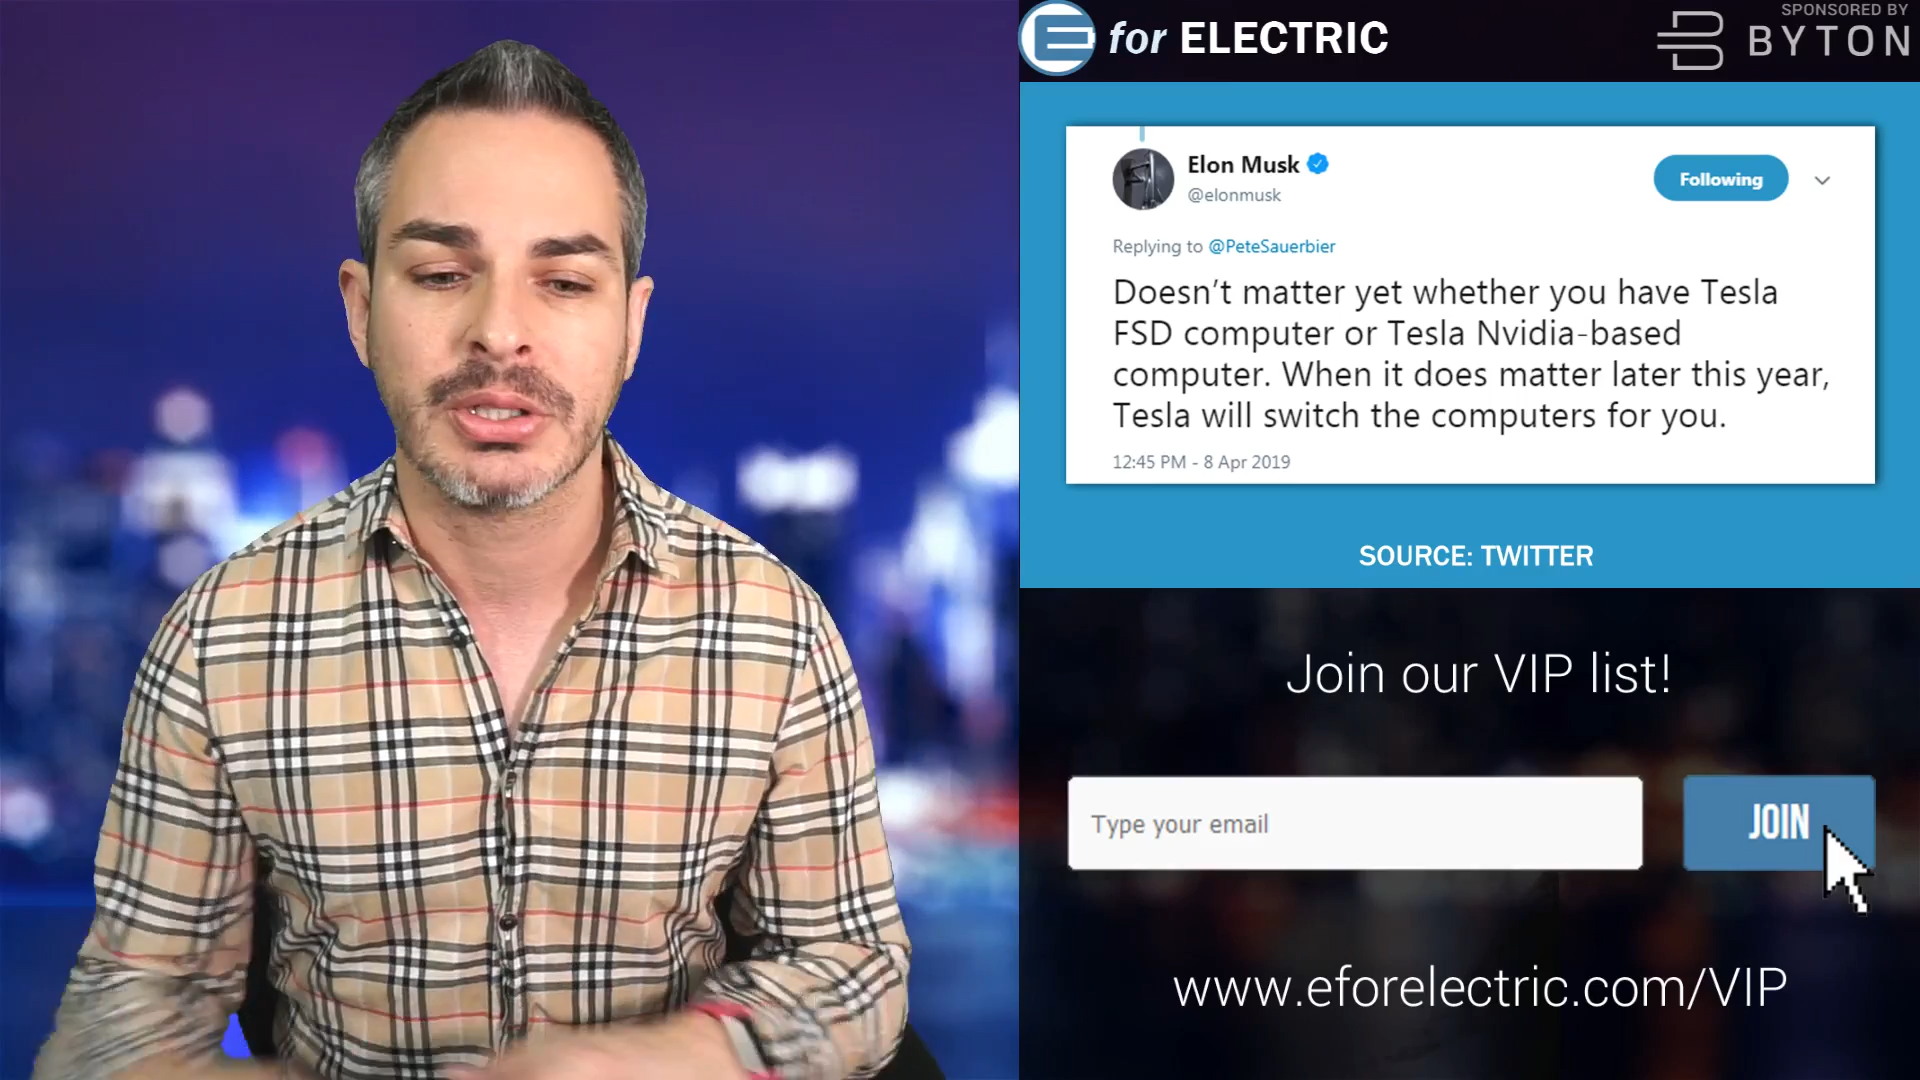 for ELECTRIC
SPONSORED BY
BYTON
Elon Musk
@elonmusk
Following
Replying to @PeteSauerbier
Doesn't matter yet whether you have Tesla
FSD computer or Tesla Nvidia-based
computer. When it does matter later this year,
Tesla will switch the computers for you.
12:45 PM - 8 Apr 2019
SOURCE: TWITTER
Join our VIP list!
Type your email
JOIN
www.eforelectric.com/VIP